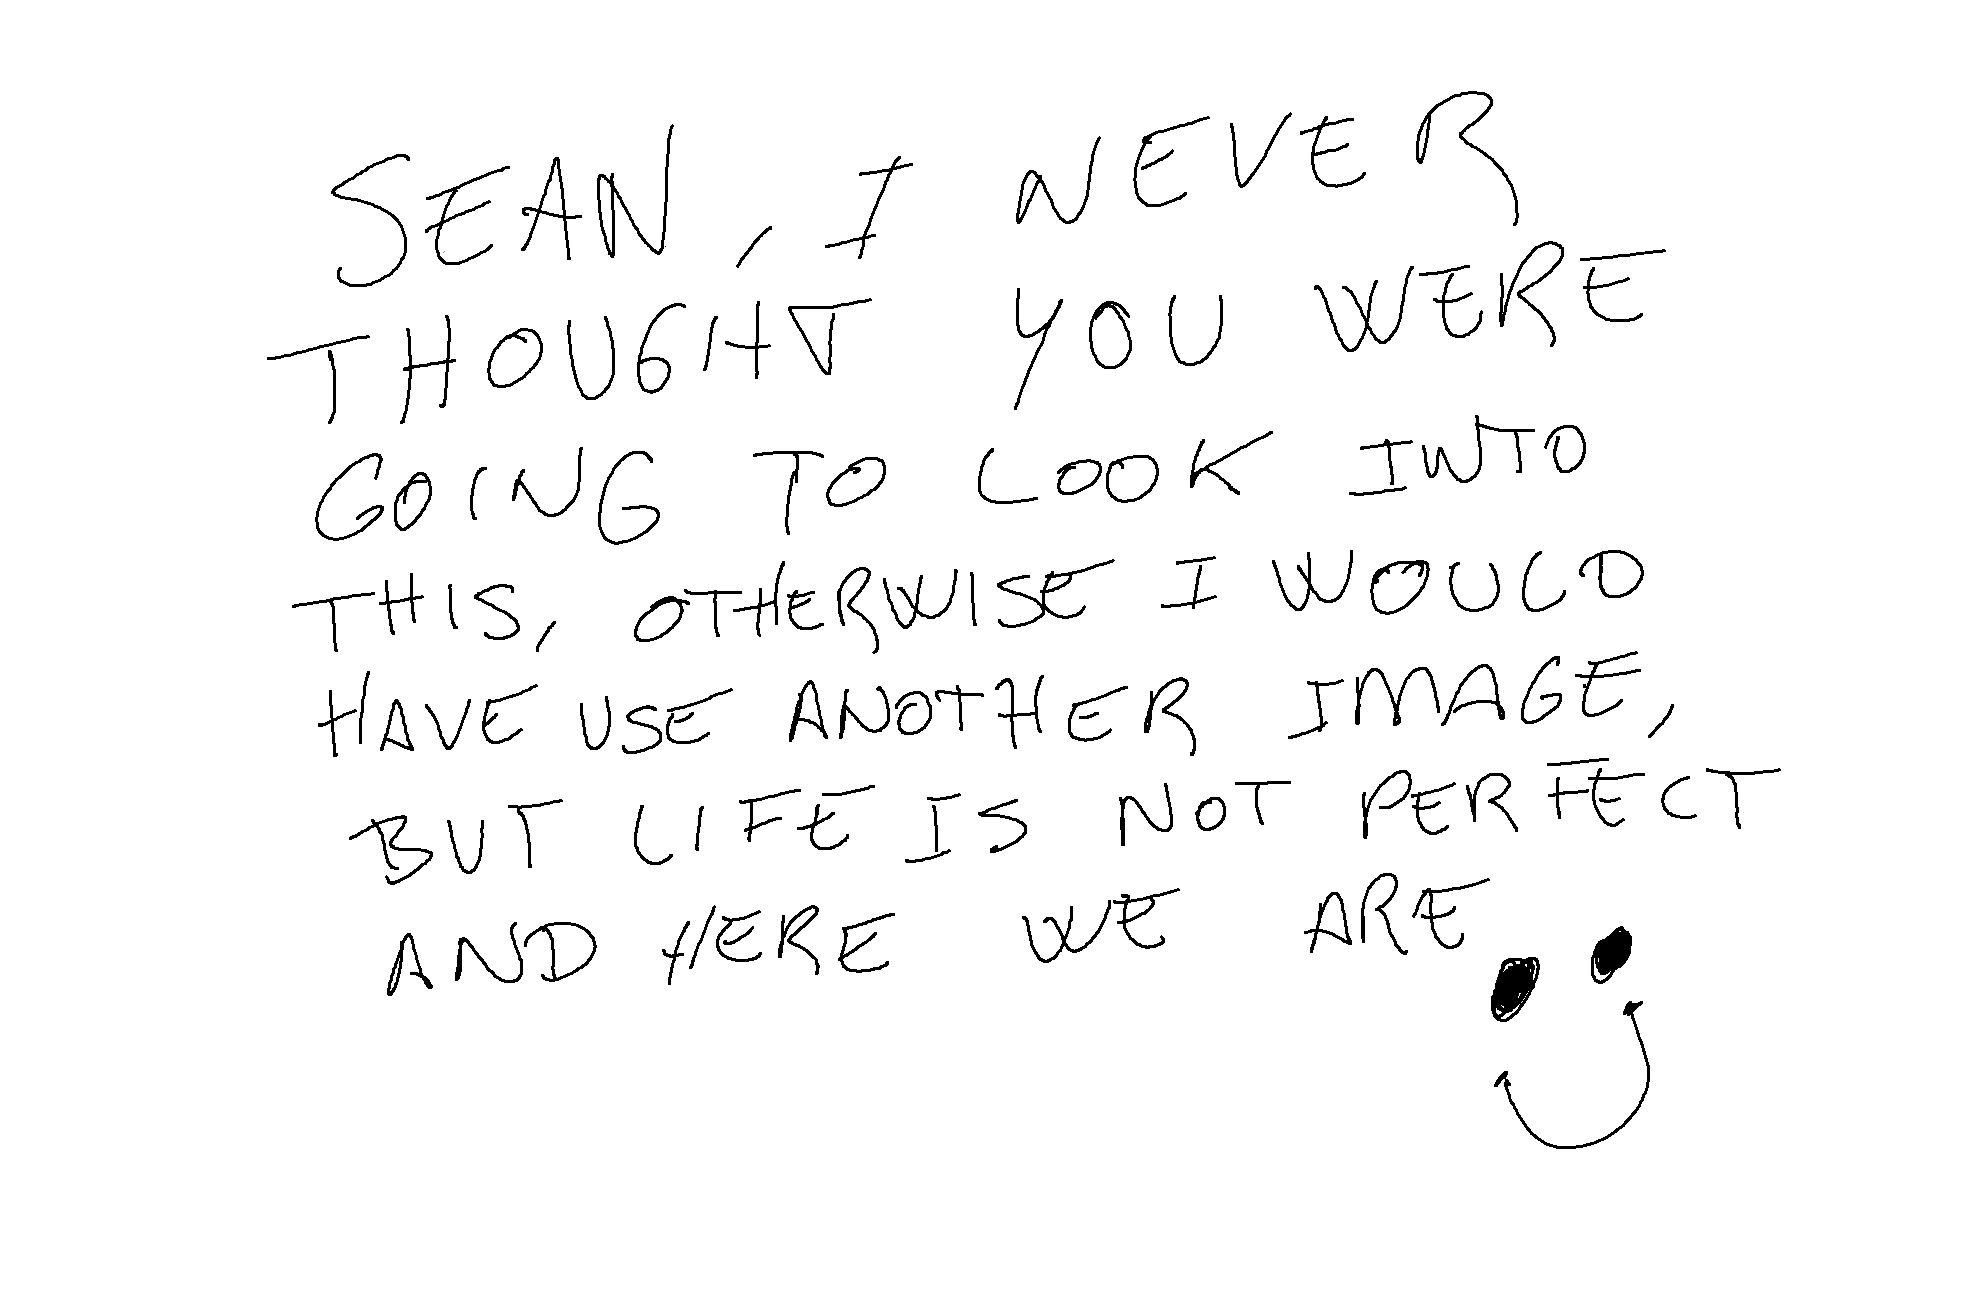 SEAN, I NEVER
THOUGHT YOU WERE
GOING TO LOOK INTO
THIS, OTHERWISE I WOULD
HAVE USE ANOTHER IMAGE,
BUT LIFE IS NOT PERFECT
AND HERE WE ARE